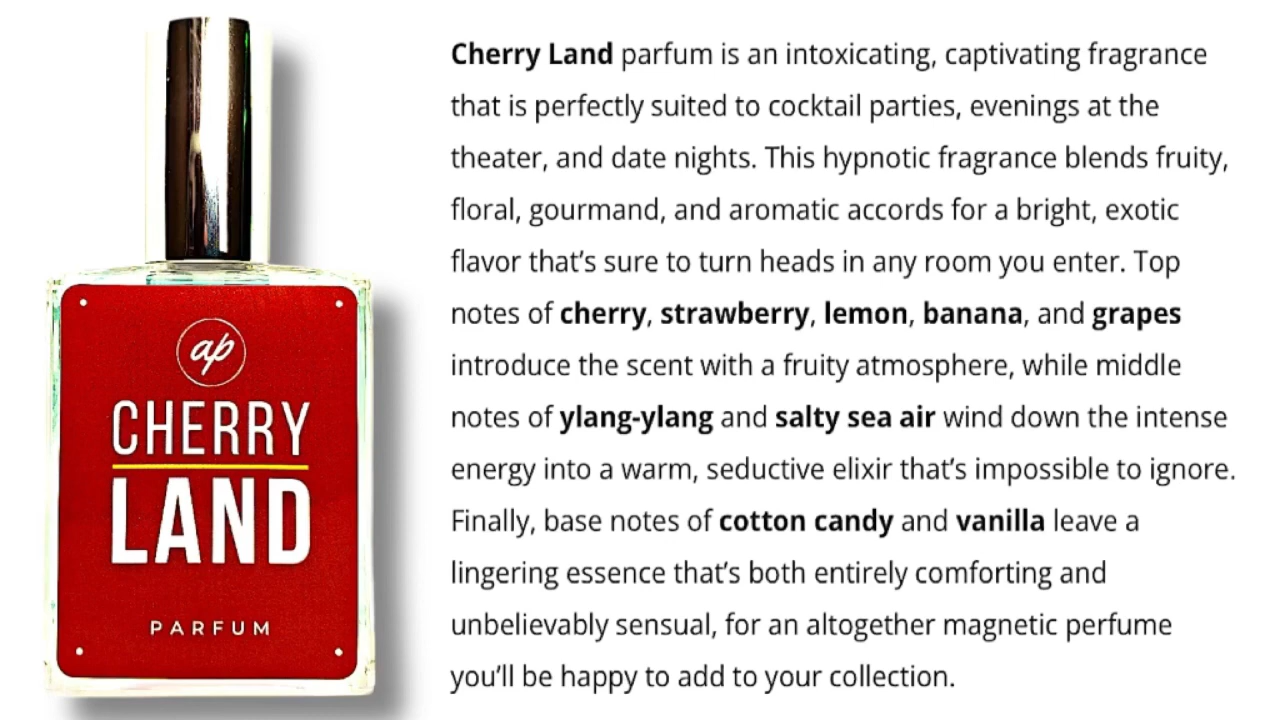 ap
CHERRY
LAND
PARFUM
Cherry Land parfum is an intoxicating, captivating fragrance
that is perfectly suited to cocktail parties, evenings at the
theater, and date nights. This hypnotic fragrance blends fruity,
floral, gourmand, and aromatic accords for a bright, exotic
flavor that’s sure to turn heads in any room you enter. Top
notes of cherry, strawberry, lemon, banana, and grapes
introduce the scent with a fruity atmosphere, while middle
notes of ylang-ylang and salty sea air wind down the intense
energy into a warm, seductive elixir that’s impossible to ignore.
Finally, base notes of cotton candy and vanilla leave a
lingering essence that’s both entirely comforting and
unbelievably sensual, for an altogether magnetic perfume
you’ll be happy to add to your collection.